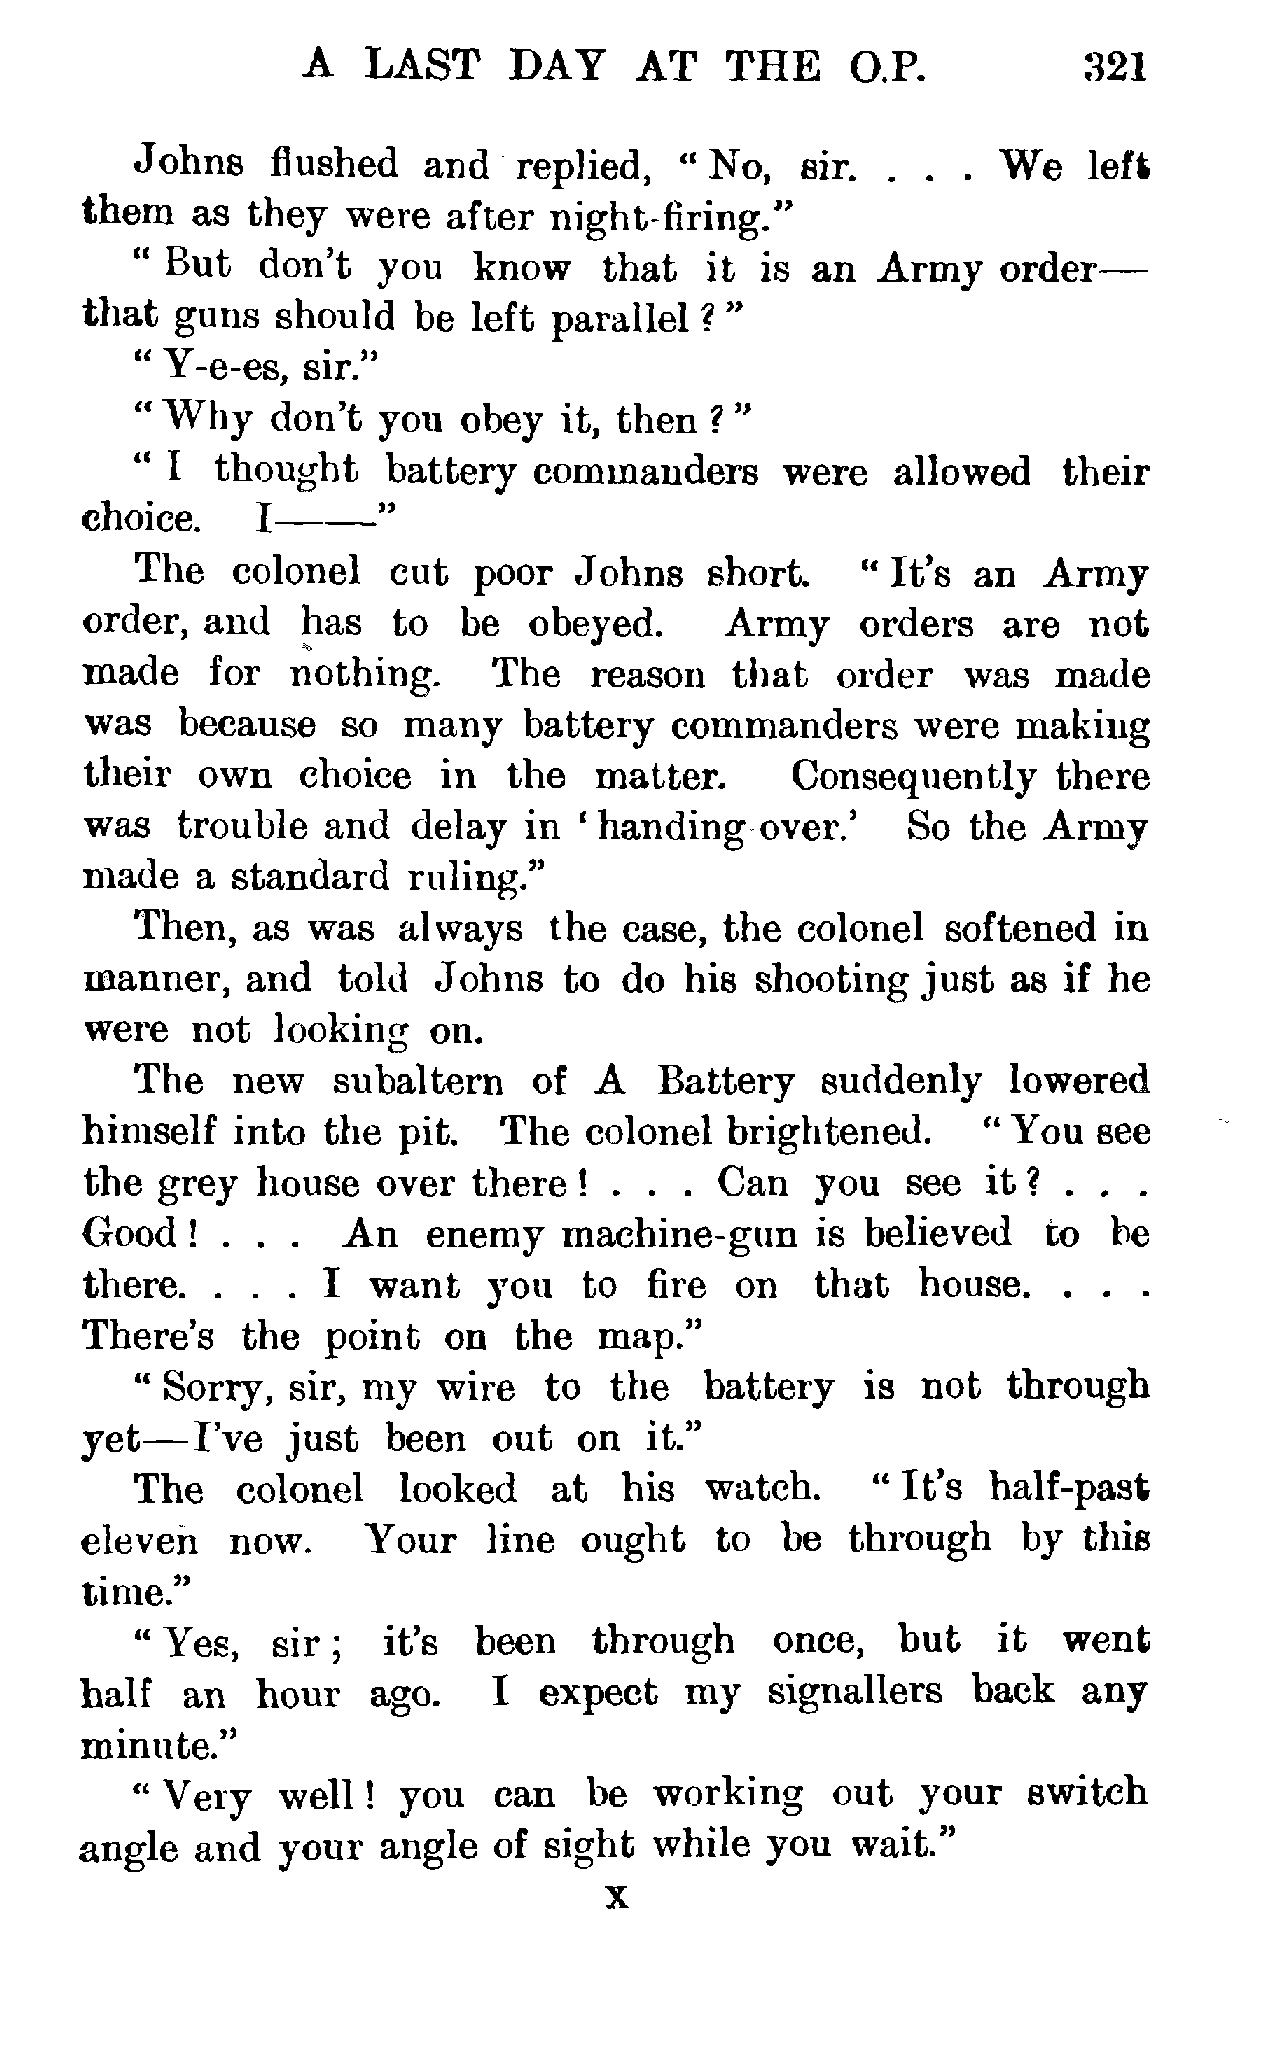 A LAST DAY AT THE O.P. 321
Johns flushed and replied, " No, sir. . . . We left
them as they were after night-firing."
" But don't you know that it is an Army order—
that guns should be left parallel ? "
" Y-e-es, sir."
" Why don't you obey it, then ? "
" I thought battery commanders were allowed their
choice. I——"
The colonel cut poor Johns short. " It's an Army
order, and has to be obeyed. Army orders are not
made for nothing. The reason that order was made
was because so many battery commanders were making
their own choice in the matter. Consequently there
was trouble and delay in ' handing over.' So the Army
made a standard ruling."
Then, as was always the case, the colonel softened in
manner, and told Johns to do his shooting just as if he
were not looking on.
The new subaltern of A Battery suddenly lowered
himself into the pit. The colonel brightened. " You see
the grey house over there ! . . . Can you see it ? . . .
Good ! . . . An enemy machine-gun is believed to be
there. . . . I want you to fire on that house. . . .
There's the point on the map."
" Sorry, sir, my wire to the battery is not through
yet—I've just been out on it."
The colonel looked at his watch. " It's half-past
eleven now. Your line ought to be through by this
time."
" Yes, sir ; it's been through once, but it went
half an hour ago. I expect my signallers back any
minute."
" Very well ! you can be working out your switch
angle and your angle of sight while you wait."
X